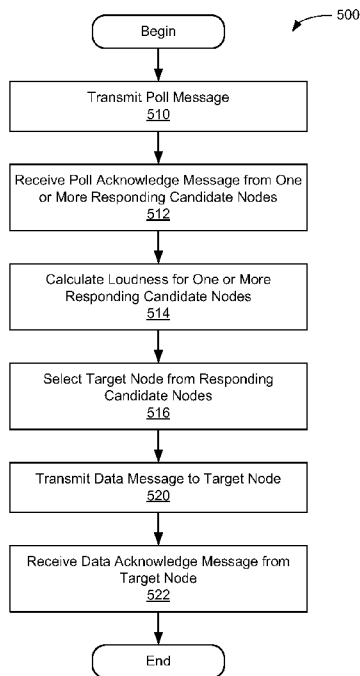 Begin
500
Transmit Poll Message
510
Receive Poll Acknowledge Message from One
or More Responding Candidate Nodes
512
Calculate Loudness for One or More
Responding Candidate Nodes
514
Select Target Node from Responding
Candidate Nodes
516
Transmit Data Message to Target Node
520
Receive Data Acknowledge Message from
Target Node
522
End